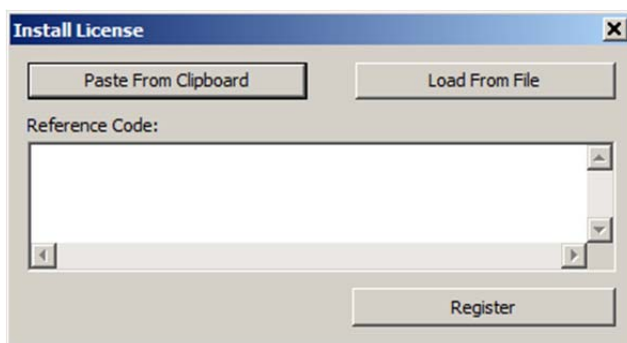 Install License
Paste From Clipboard Load From File
Reference Code:
Register